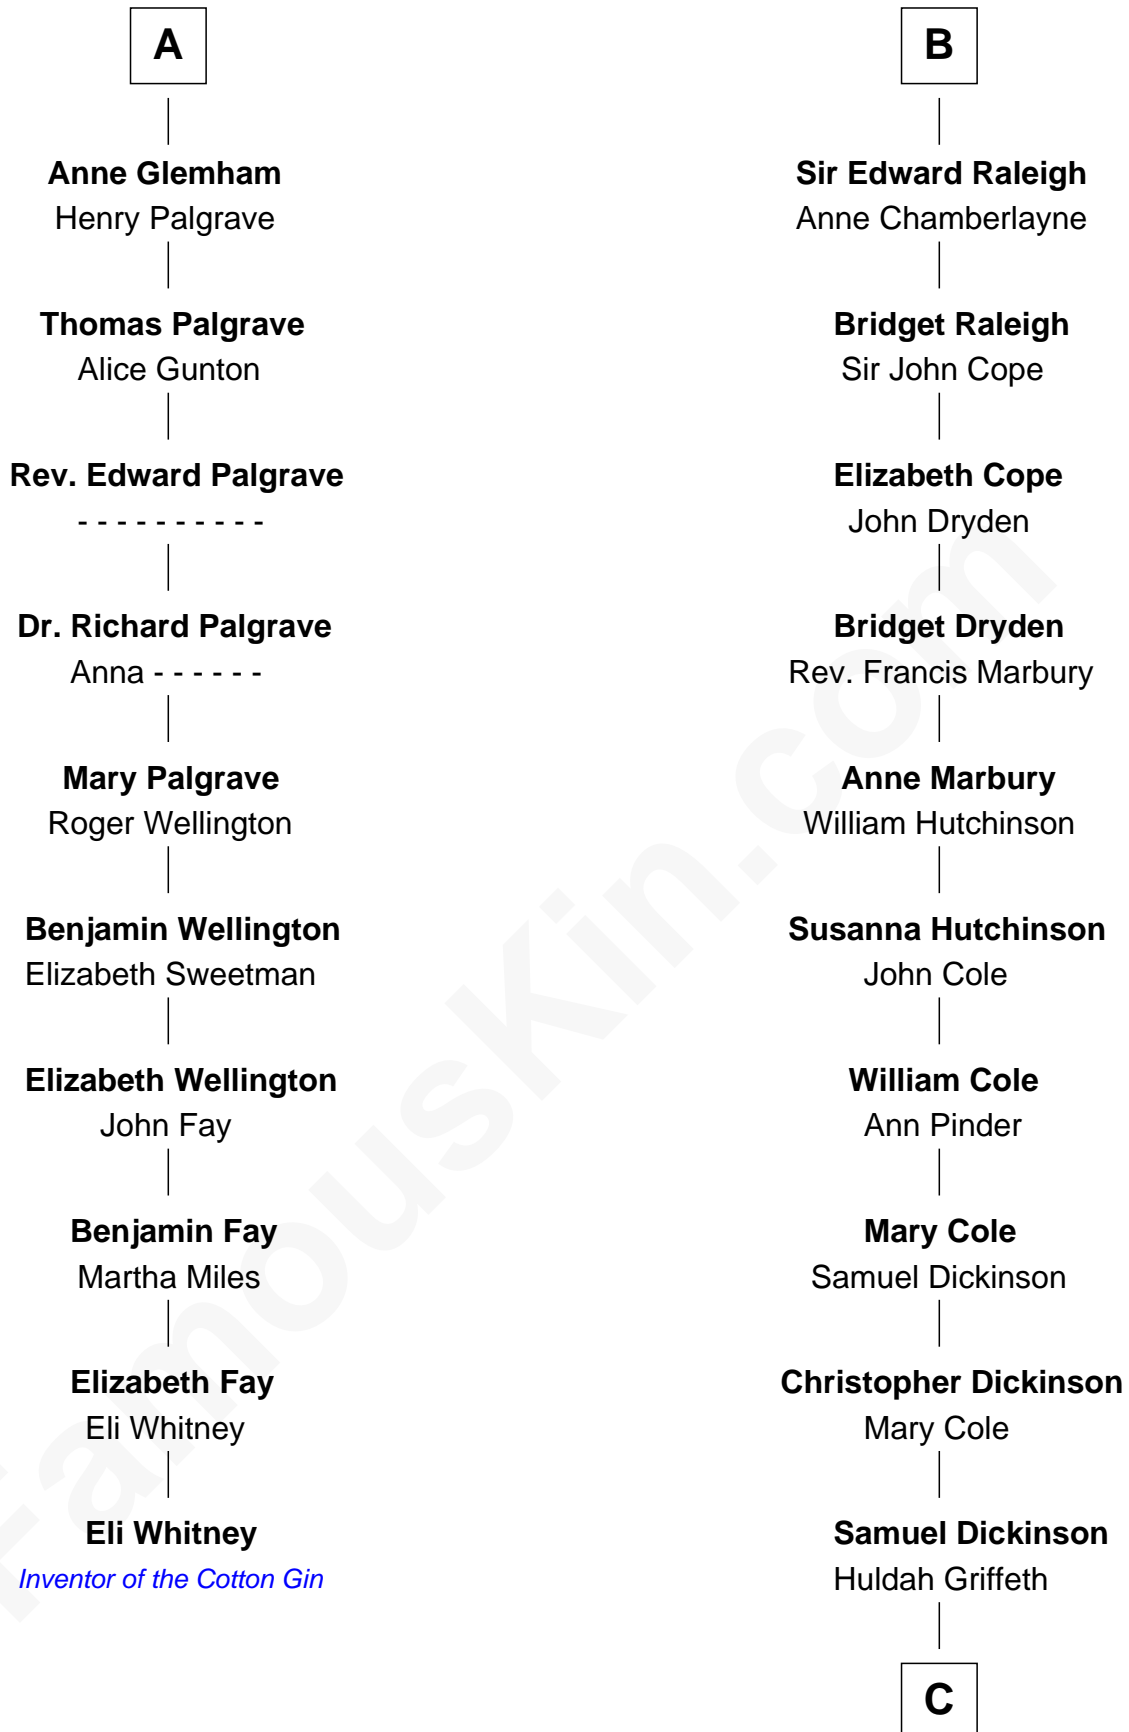 A
Anne Glemham
Henry Palgrave
Thomas Palgrave
Alice Gunton
Rev. Edward Palgrave
- - - - - - - - - -
Dr. Richard Palgrave
Anna - - - - - -
Mary Palgrave
Roger Wellington
Benjamin Wellington
Elizabeth Sweetman
Elizabeth Wellington
John Fay
Benjamin Fay
Martha Miles
Elizabeth Fay
Eli Whitney
Eli Whitney
Inventor of the Cotton Gin
B
Sir Edward Raleigh
Anne Chamberlayne
Bridget Raleigh
Sir John Cope
Elizabeth Cope
John Dryden
Bridget Dryden
Rev. Francis Marbury
Anne Marbury
William Hutchinson
Susanna Hutchinson
John Cole
William Cole
Ann Pinder
Mary Cole
Samuel Dickinson
Christopher Dickinson
Mary Cole
Samuel Dickinson
Huldah Griffeth
C
FamousKin.com